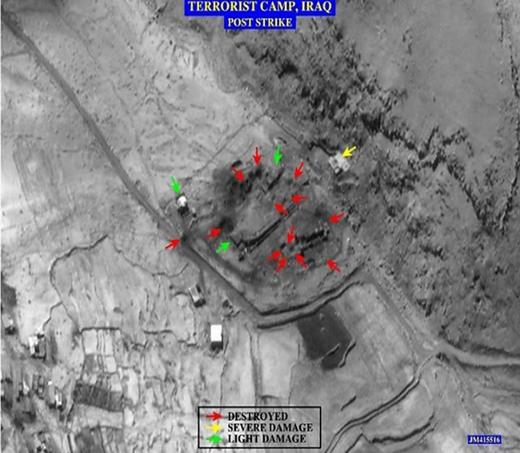 TERRORIST CAMP, IRAQ
POST STRIKE
DESTROYED
SEVERE DAMAGE
LIGHT DAMAGE
JM415516